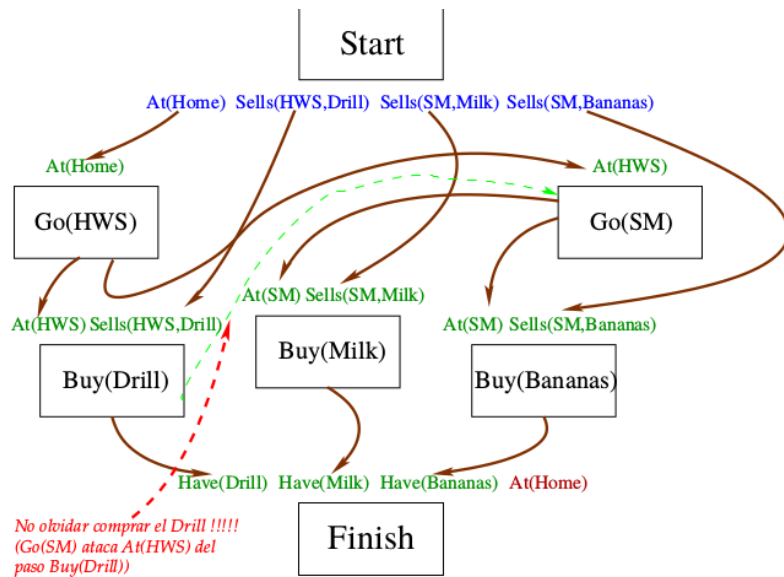 Start
At(Home) Sells(HWS,Drill) Sells(SM,Milk) Sells(SM,Bananas)
At(Home)
At(HWS)
Go(HWS)
Go(SM)
At(SM) Sells(SM,Milk)
At(HWS) Sells(HWS,Drill)
At(SM) Sells(SM,Bananas)
Buy(Drill)
Buy(Milk)
Buy(Bananas)
Have(Drill) Have(Milk) Have(Bananas) At(Home)
Finish
No olvidar comprar el Drill !!!!!
(Go(SM) ataca At(HWS) del
paso Buy(Drill))